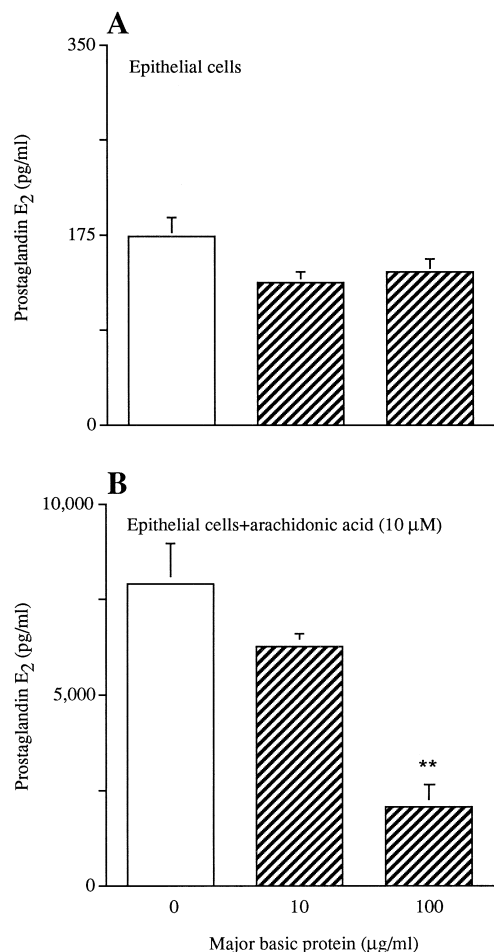 A
350
Epithelial cells
Prostaglandin E2 (pg/ml)
175
0
B
10,000
Epithelial cells+arachidonic acid (10 µM)
Prostaglandin E2 (pg/ml)
5,000
**
0
0 10 100
Major basic protein (µg/ml)